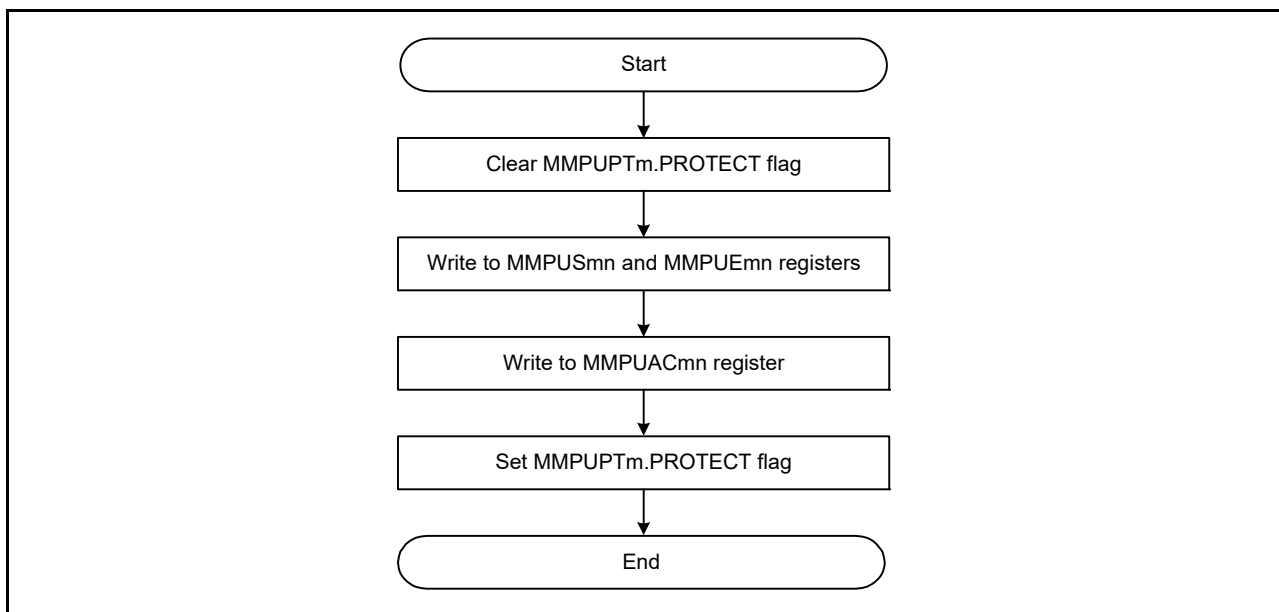 Start
Clear MMPUPTm.PROTECT flag
Write to MMPUSmn and MMPUEmn registers
Write to MMPUACmn register
Set MMPUPTm.PROTECT flag
End